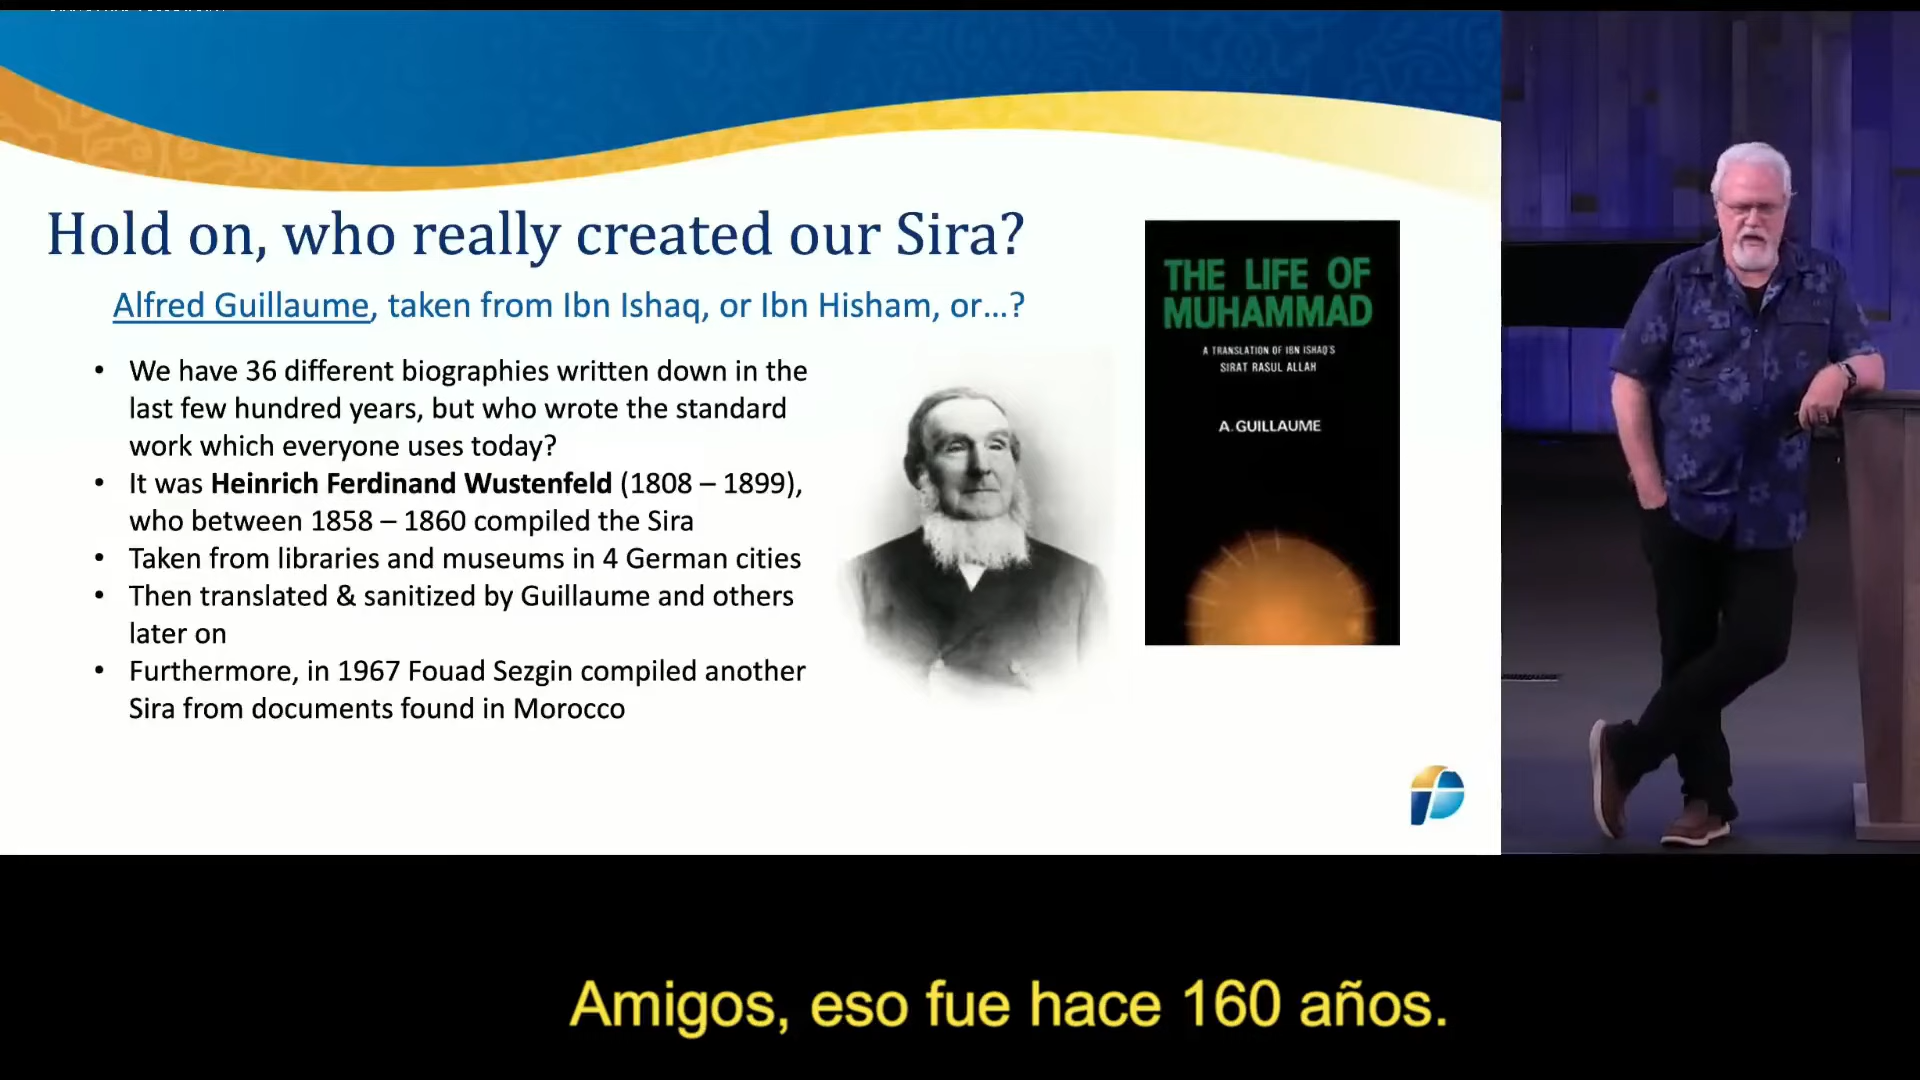 Hold on, who really created our Sira?
Alfred Guillaume, taken from Ibn Ishaq, or Ibn Hisham, or...?
• We have 36 different biographies written down in the
last few hundred years, but who wrote the standard
work which everyone uses today?
• It was Heinrich Ferdinand Wustenfeld (1808 – 1899),
who between 1858 – 1860 compiled the Sira
• Taken from libraries and museums in 4 German cities
• Then translated & sanitized by Guillaume and others
later on
• Furthermore, in 1967 Fouad Sezgin compiled another
Sira from documents found in Morocco
THE LIFE OF
MUHAMMAD
A TRANSLATION OF IBN ISHAQ'S
SIRAT RASUL ALLAH
A. GUILLAUME
Amigos, eso fue hace 160 años.